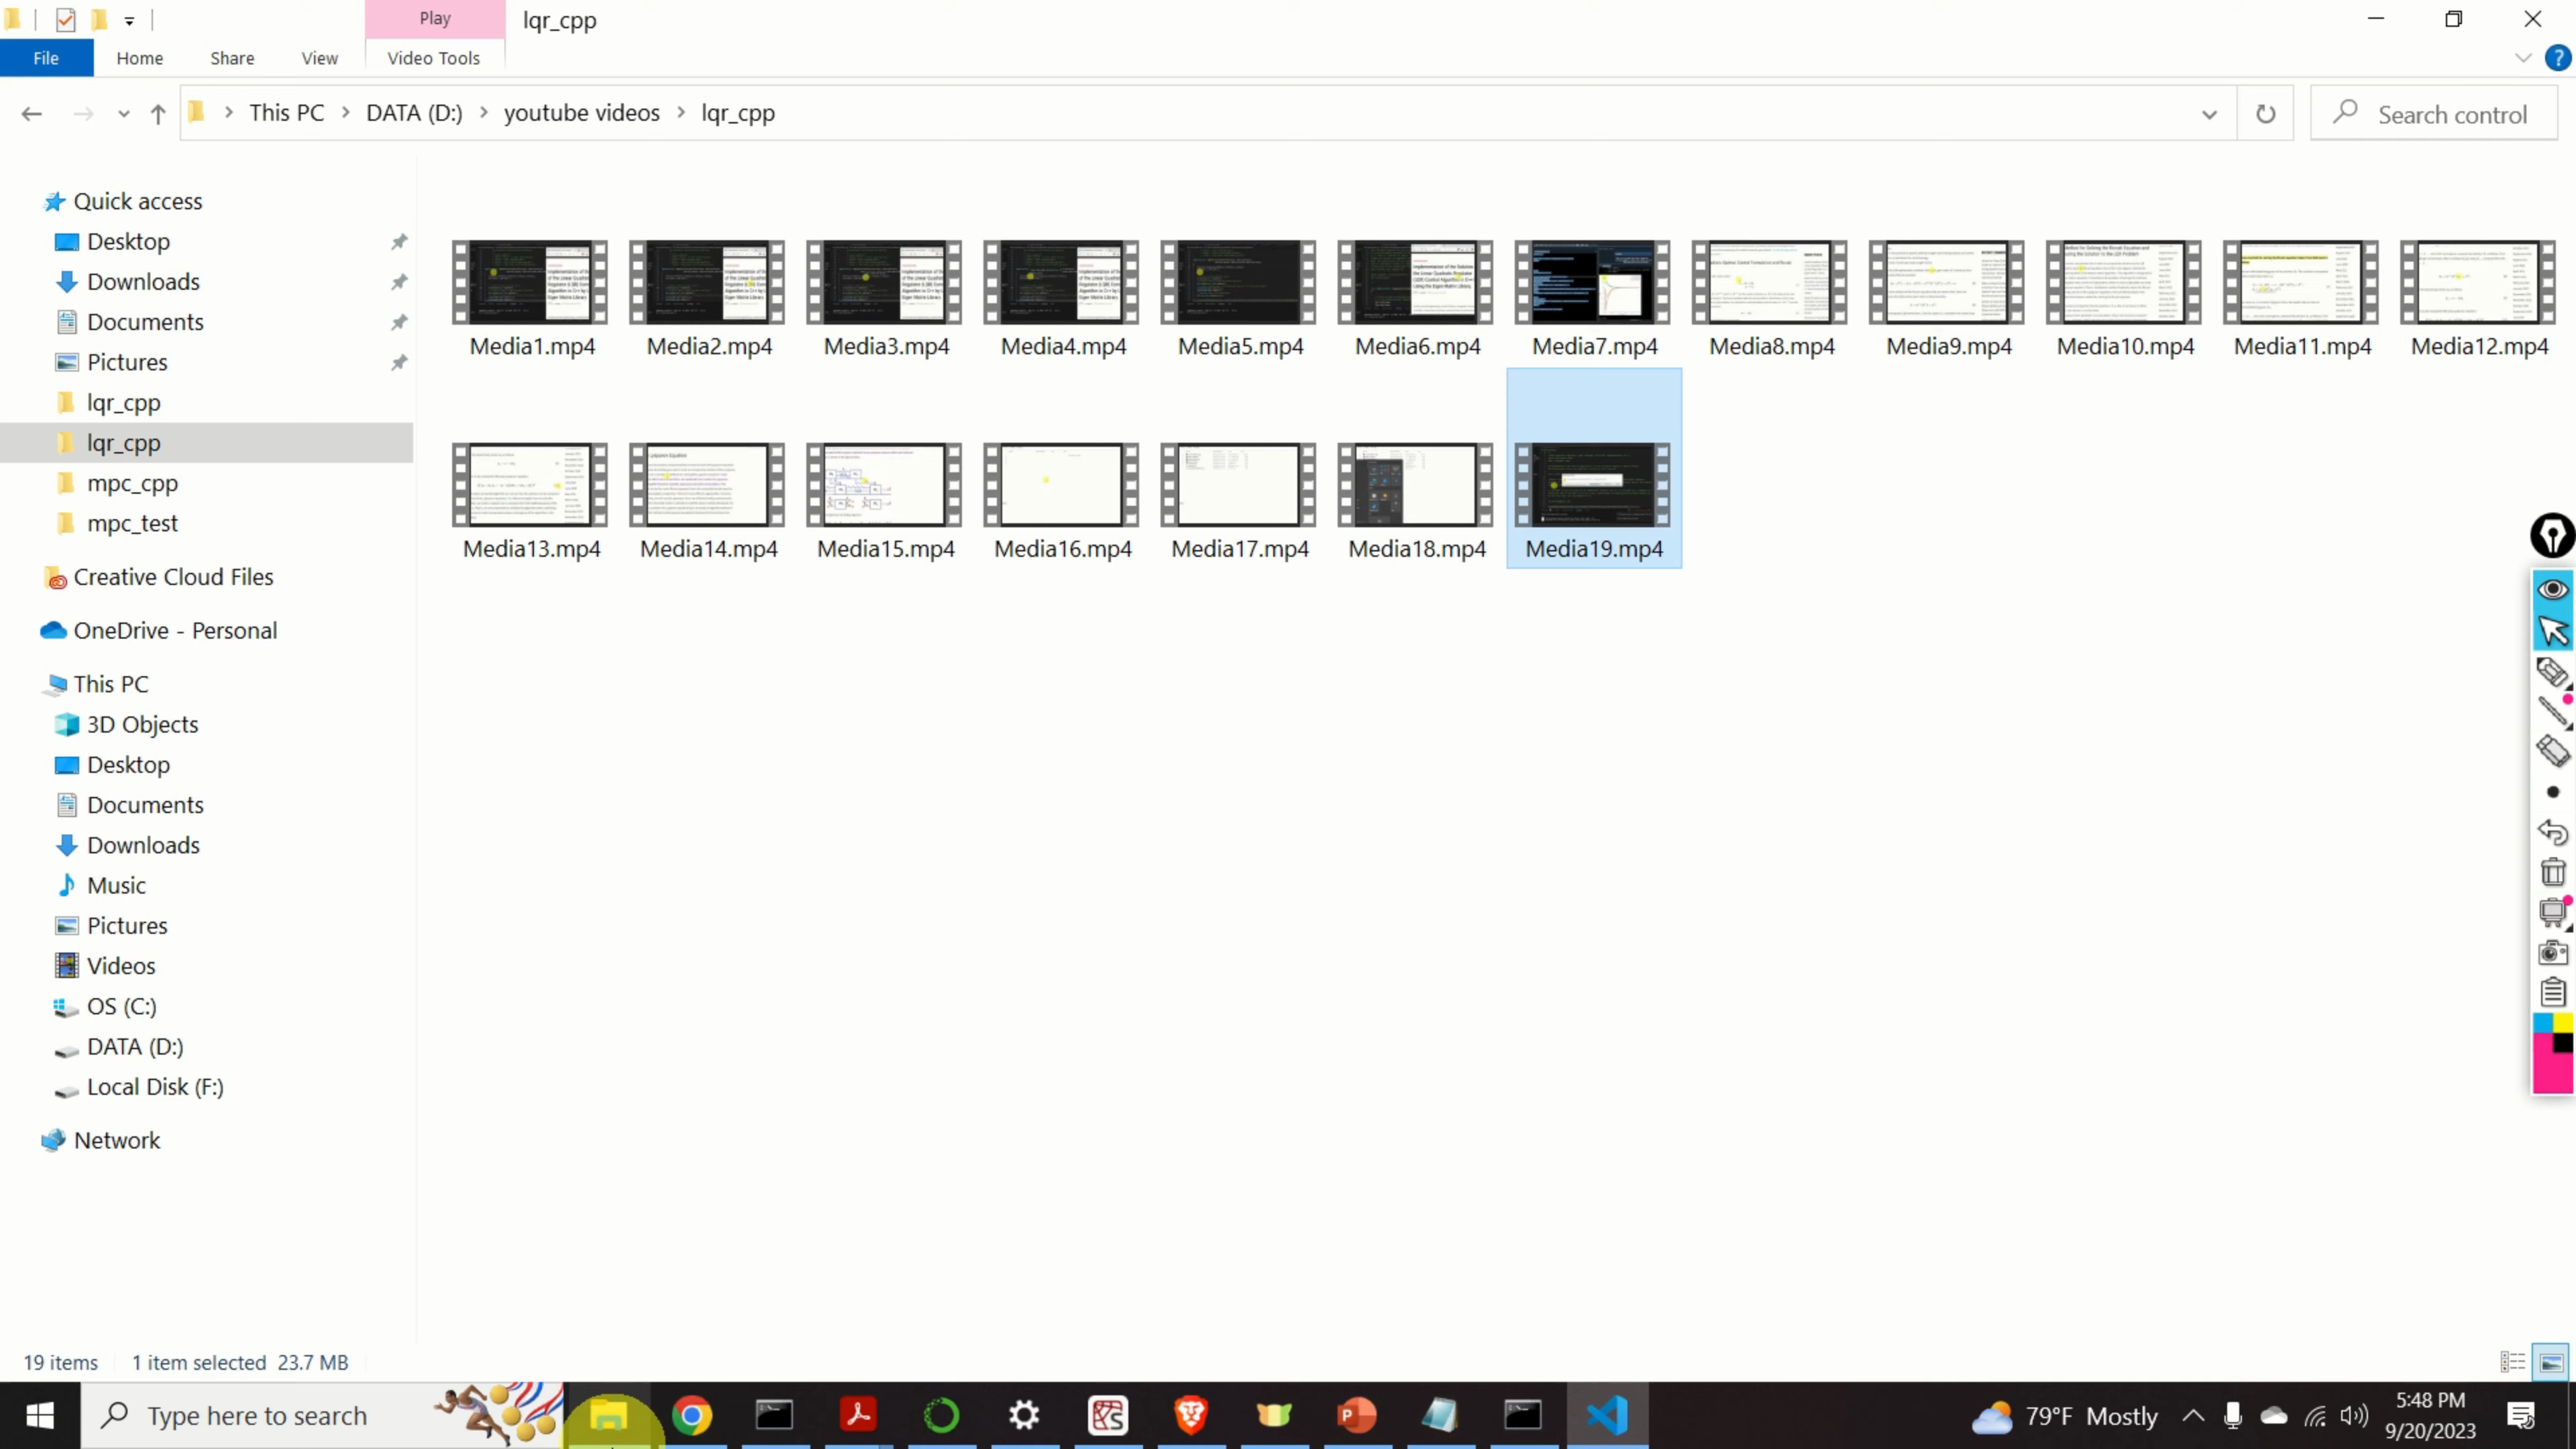 Play
lqr_cpp
File
Home
Share
View
Video Tools
This PC
DATA (D:)
youtube videos
lqr_cpp
Search control
Quick access
Desktop
Downloads
Documents
Pictures
lqr_cpp
lqr_cpp
mpc_cpp
mpc_test
Creative Cloud Files
OneDrive - Personal
This PC
3D Objects
Desktop
Documents
Downloads
Music
Pictures
Videos
OS (C:)
DATA (D:)
Local Disk (F:)
Network
Media1.mp4
Media2.mp4
Media3.mp4
Media4.mp4
Media5.mp4
Media6.mp4
Media7.mp4
Media8.mp4
Media9.mp4
Media10.mp4
Media11.mp4
Media12.mp4
Media13.mp4
Media14.mp4
Media15.mp4
Media16.mp4
Media17.mp4
Media18.mp4
Media19.mp4
19 items
1 item selected 23.7 MB
Type here to search
79°F Mostly
5:48 PM
9/20/2023